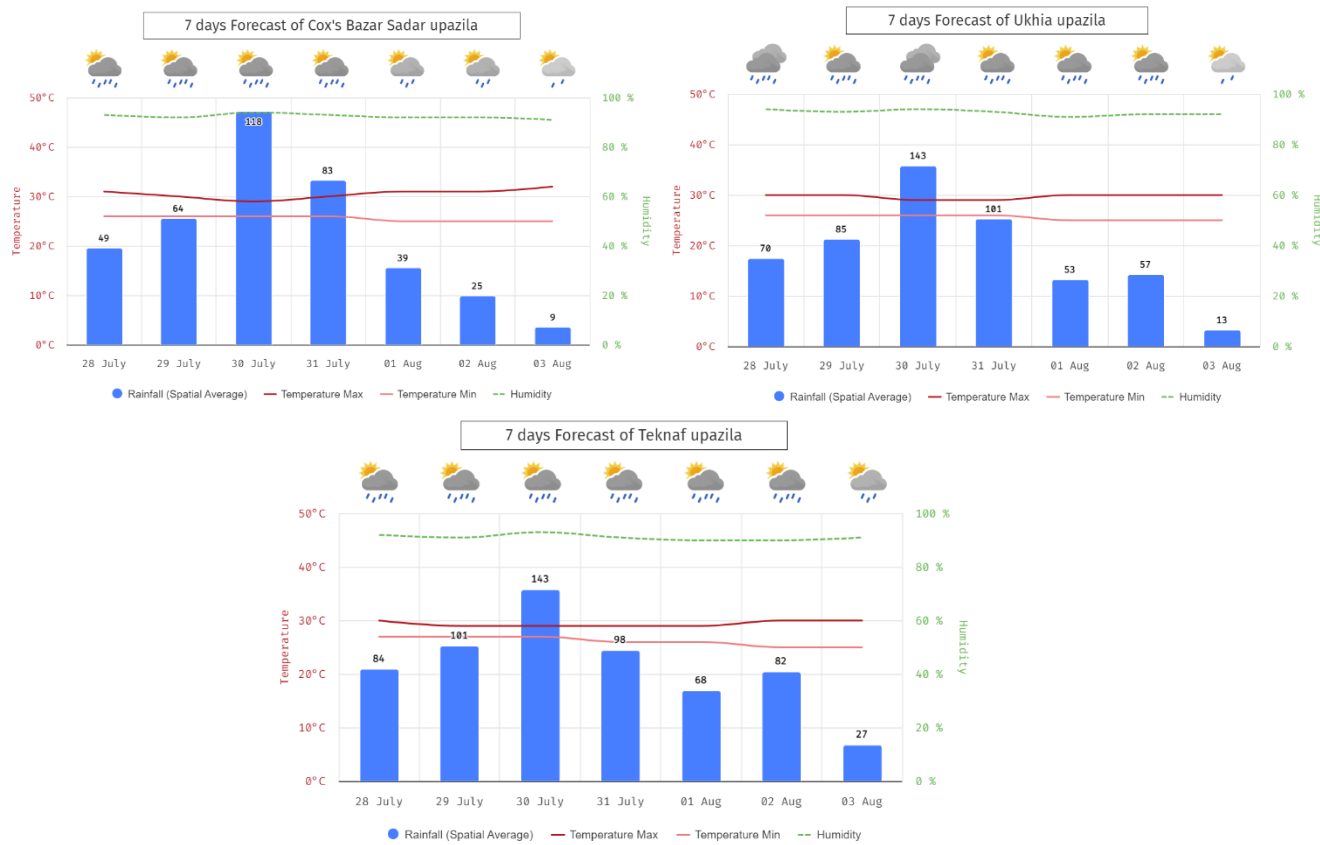 7 days Forecast of Cox's Bazar Sadar upazila
50°C
40°C
30°C
20°C
10°C
0°C
Temperature
100 %
80 %
60 %
40 %
20 %
0 %
Humidity
49
64
118
83
39
25
9
28 July
29 July
30 July
31 July
01 Aug
02 Aug
03 Aug
Rainfall (Spatial Average)
Temperature Max
Temperature Min
Humidity
7 days Forecast of Ukhia upazila
50°C
40°C
30°C
20°C
10°C
0°C
Temperature
100 %
80 %
60 %
40 %
20 %
0 %
Humidity
70
85
143
101
53
57
13
28 July
29 July
30 July
31 July
01 Aug
02 Aug
03 Aug
Rainfall (Spatial Average)
Temperature Max
Temperature Min
Humidity
7 days Forecast of Teknaf upazila
50°C
40°C
30°C
20°C
10°C
0°C
Temperature
100 %
80 %
60 %
40 %
20 %
0 %
Humidity
84
101
143
98
68
82
27
28 July
29 July
30 July
31 July
01 Aug
02 Aug
03 Aug
Rainfall (Spatial Average)
Temperature Max
Temperature Min
Humidity